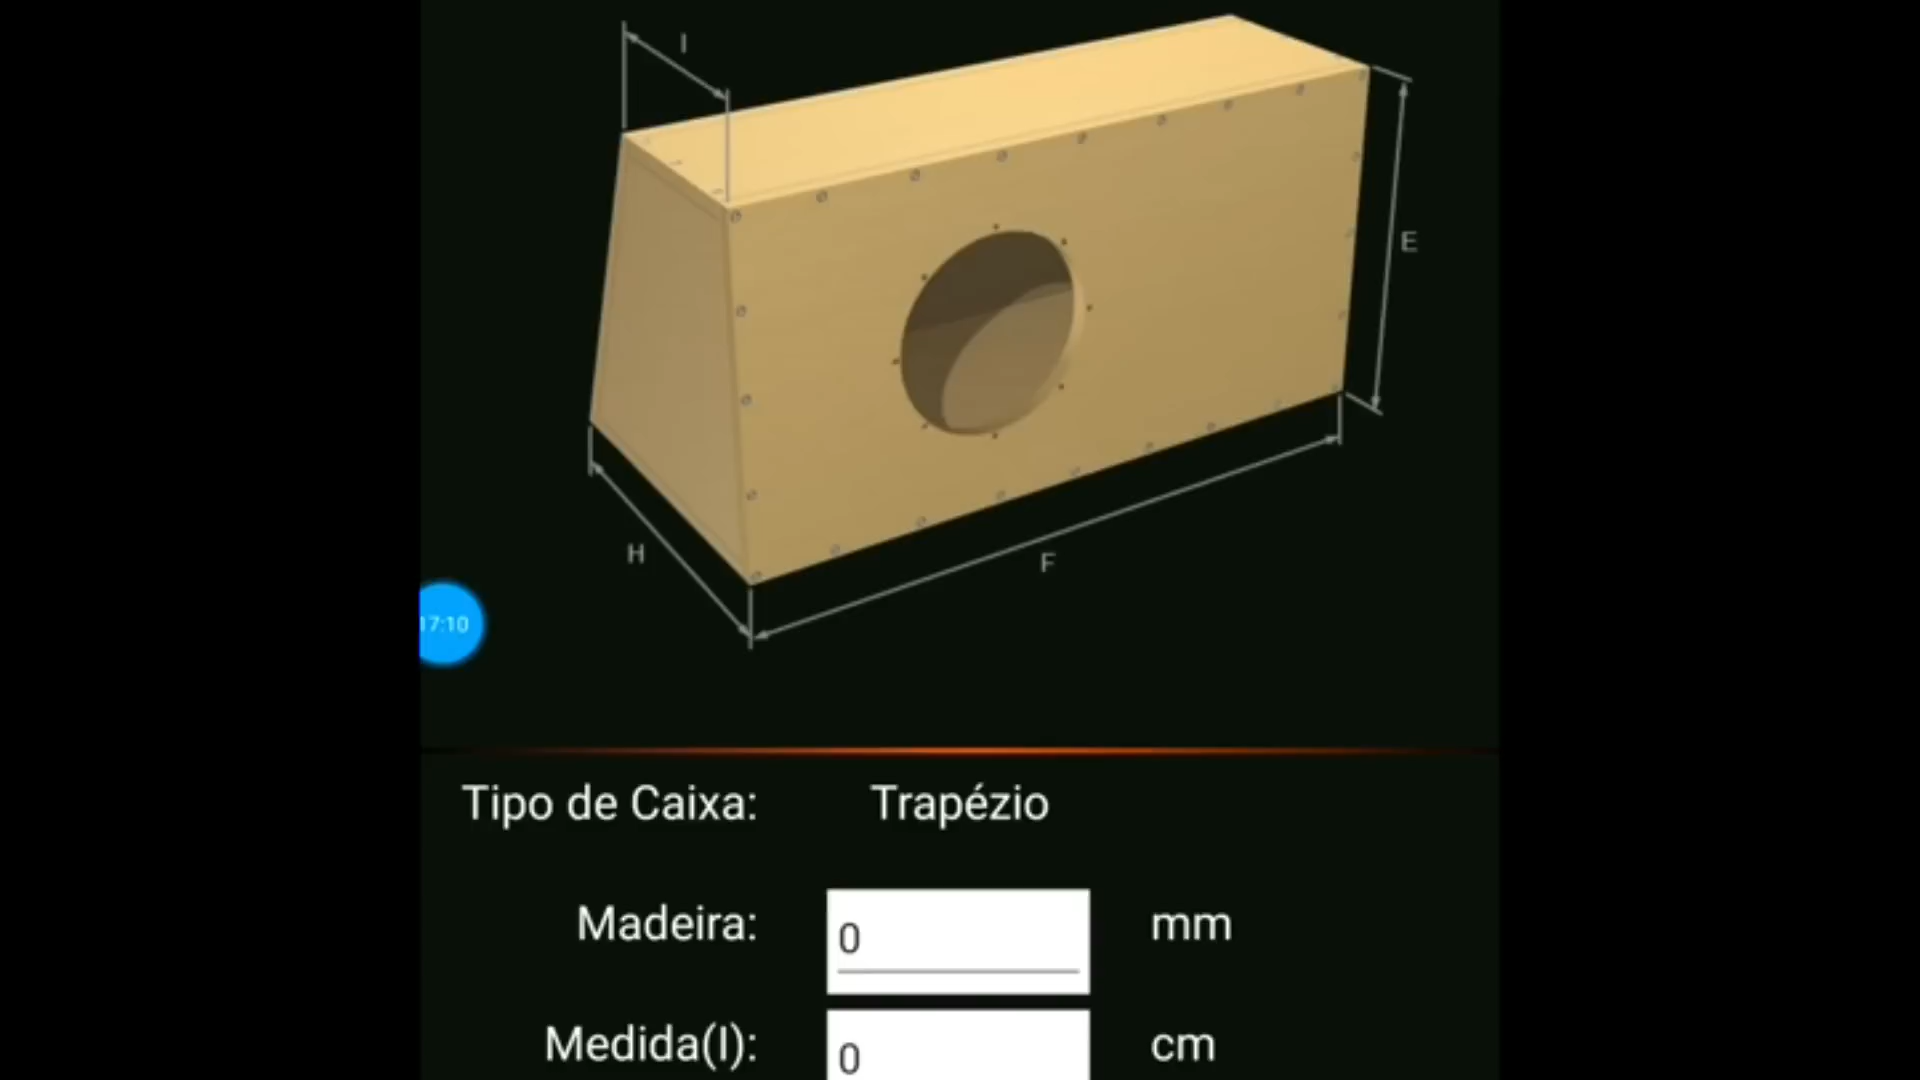 I
E
H
F
17:10
Tipo de Caixa: Trapézio
Madeira: 0 mm
Medida(I): 0 cm